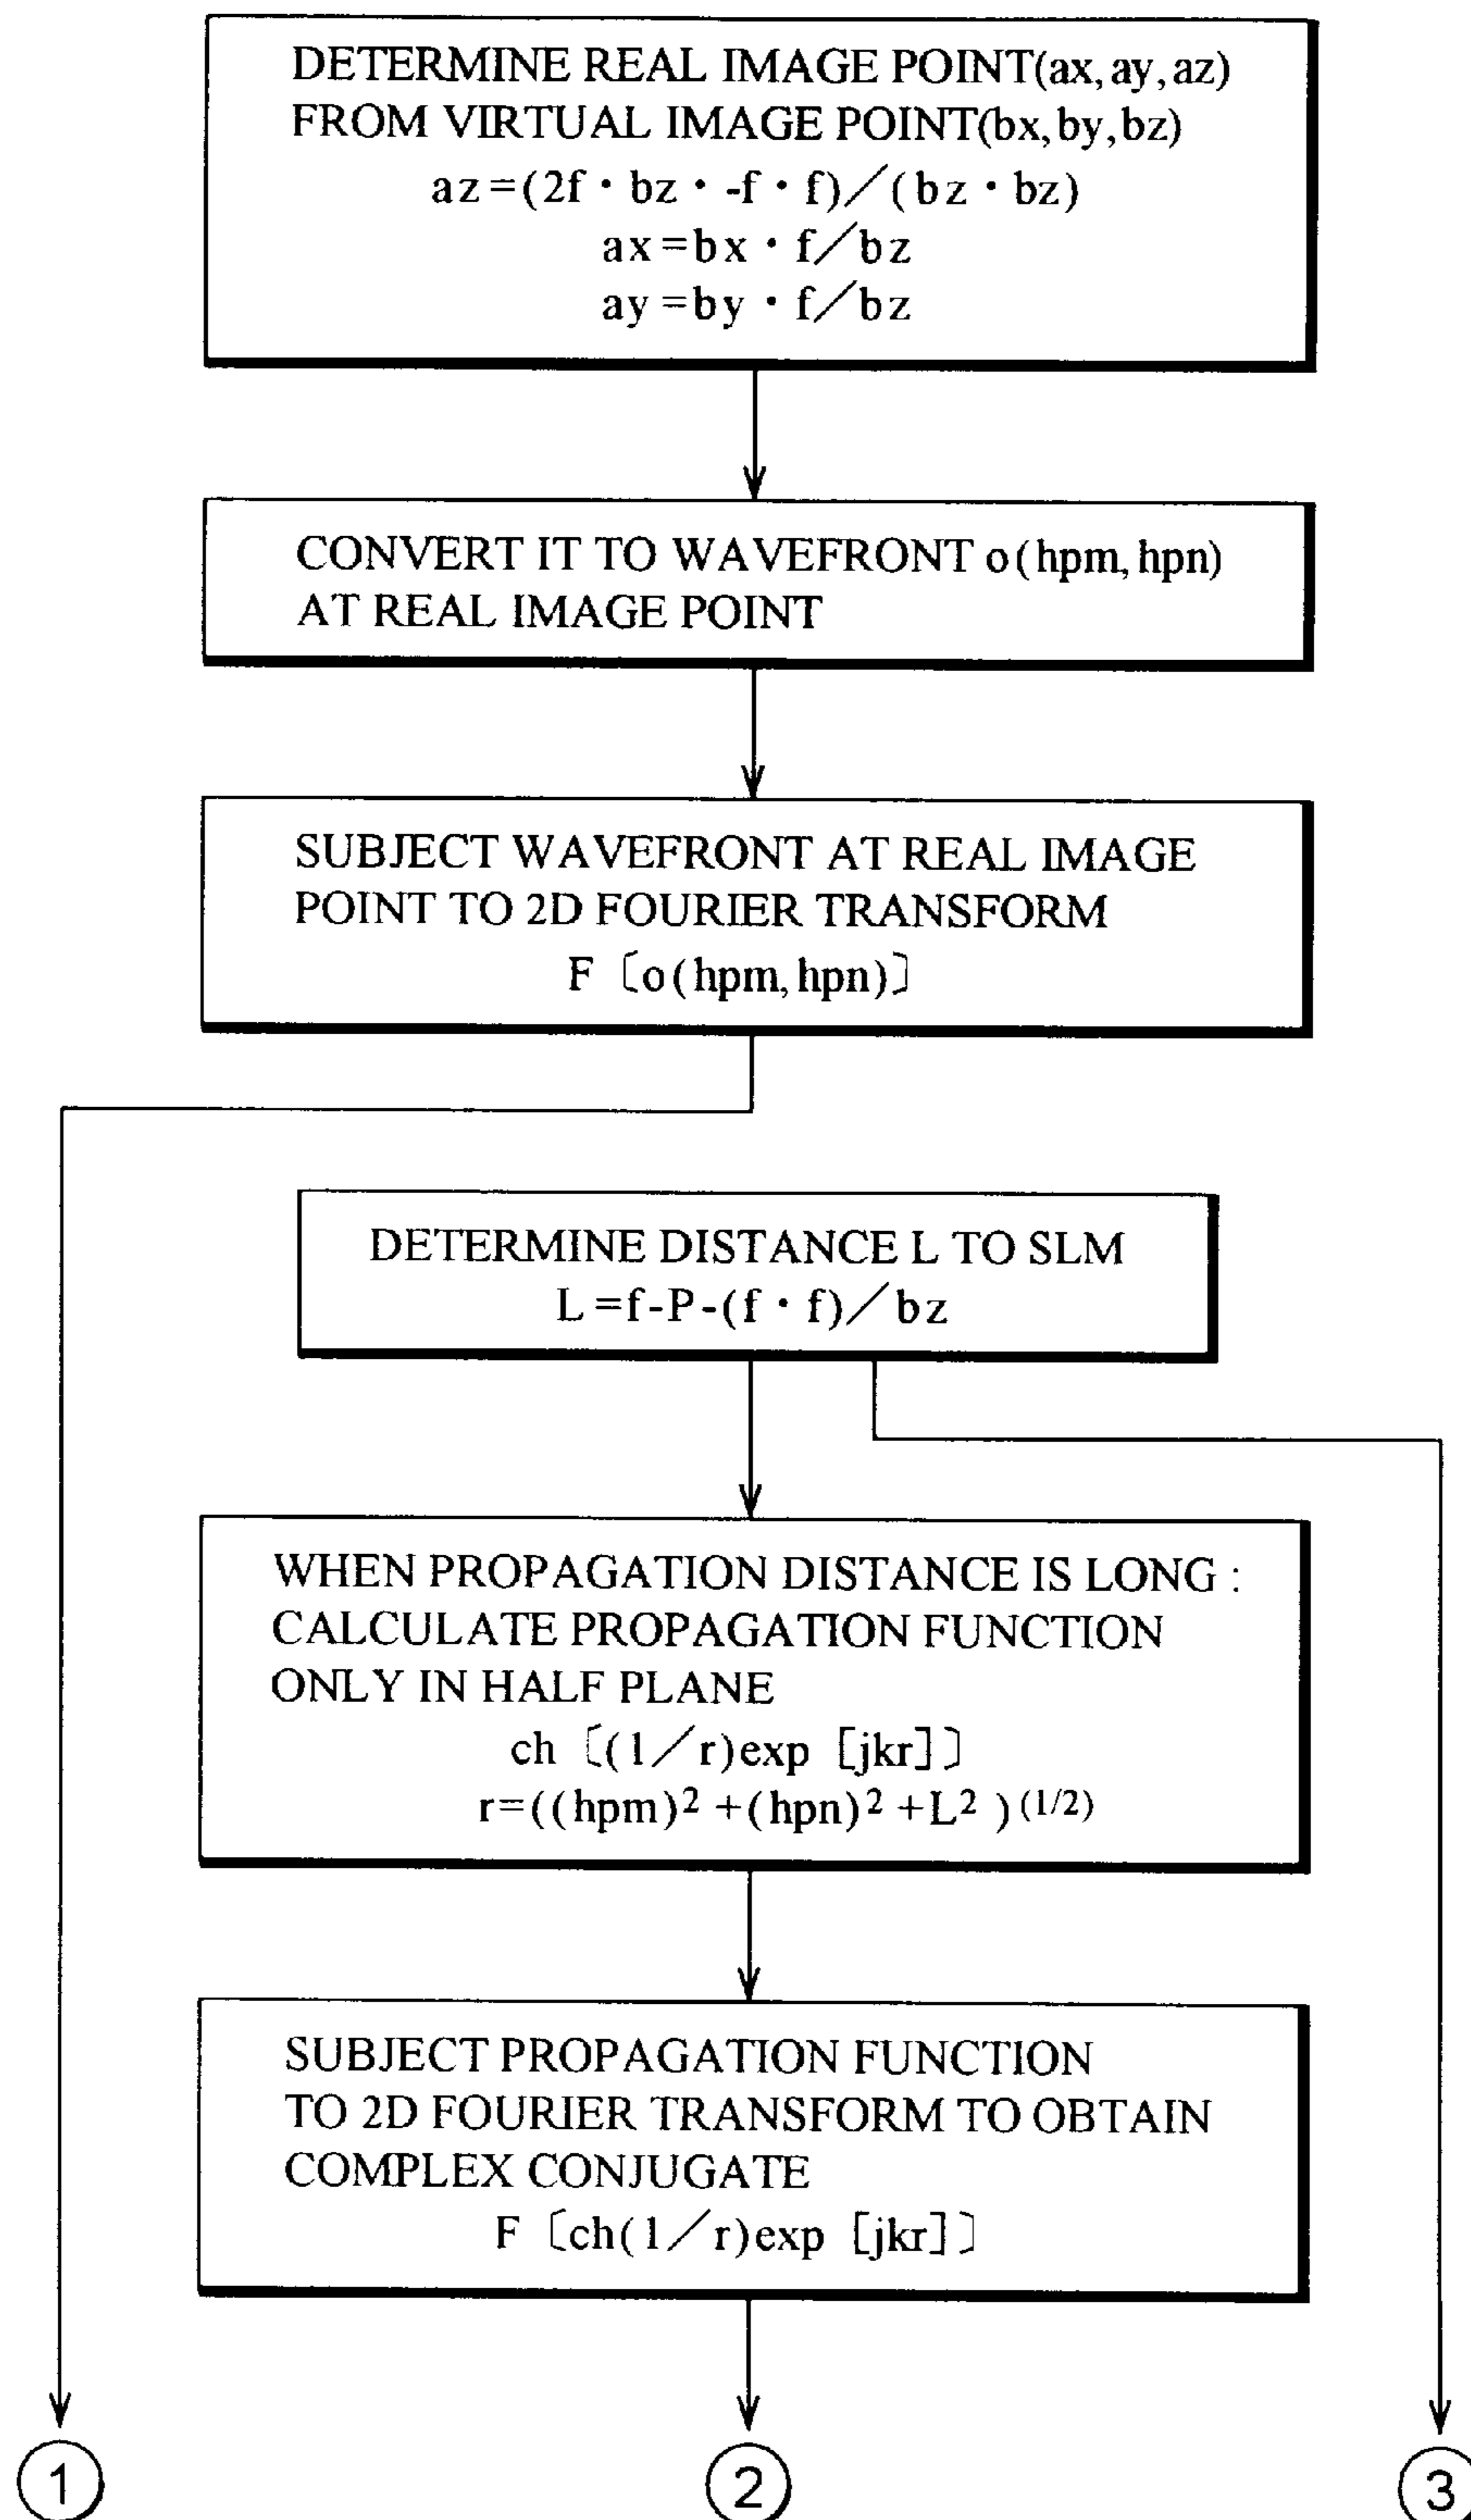 DETERMINE REAL IMAGE POINT(ax,ay,az)
FROM VIRTUAL IMAGE POINT(bx,by,bz)
az=(2f・bz・-f・f)／(bz・bz)
ax=bx・f／bz
ay=by・f／bz
CONVERT IT TO WAVEFRONT o(hpm,hpn)
AT REAL IMAGE POINT
SUBJECT WAVEFRONT AT REAL IMAGE
POINT TO 2D FOURIER TRANSFORM
F〔o(hpm,hpn)〕
DETERMINE DISTANCE L TO SLM
L=f-P-(f・f)／bz
WHEN PROPAGATION DISTANCE IS LONG :
CALCULATE PROPAGATION FUNCTION
ONLY IN HALF PLANE
ch〔(1／r)exp [jkr]〕
r=((hpm)² +(hpn)² +L² )^(1/2)
SUBJECT PROPAGATION FUNCTION
TO 2D FOURIER TRANSFORM TO OBTAIN
COMPLEX CONJUGATE
F〔ch(1／r)exp [jkr]〕
1 2 3